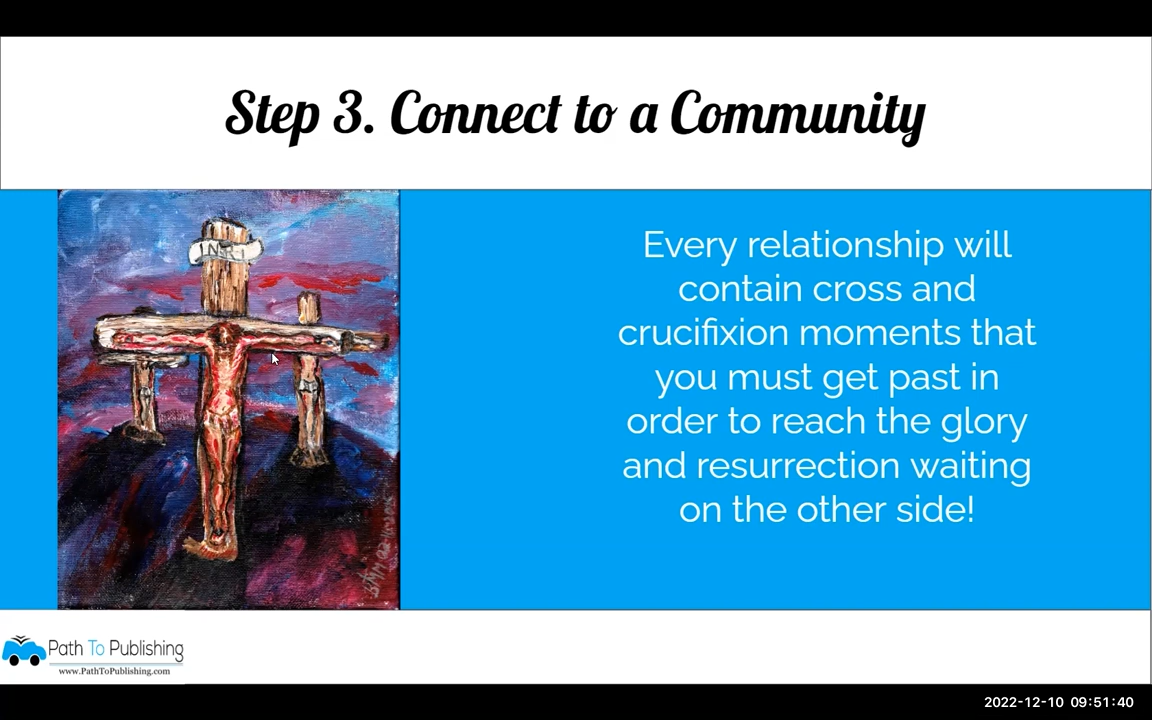 Step 3. Connect to a Community
INRI
Every relationship will
contain cross and
crucifixion moments that
you must get past in
order to reach the glory
and resurrection waiting
on the other side!
Path To Publishing
www.PathToPublishing.com
2022-12-10 09:51:40